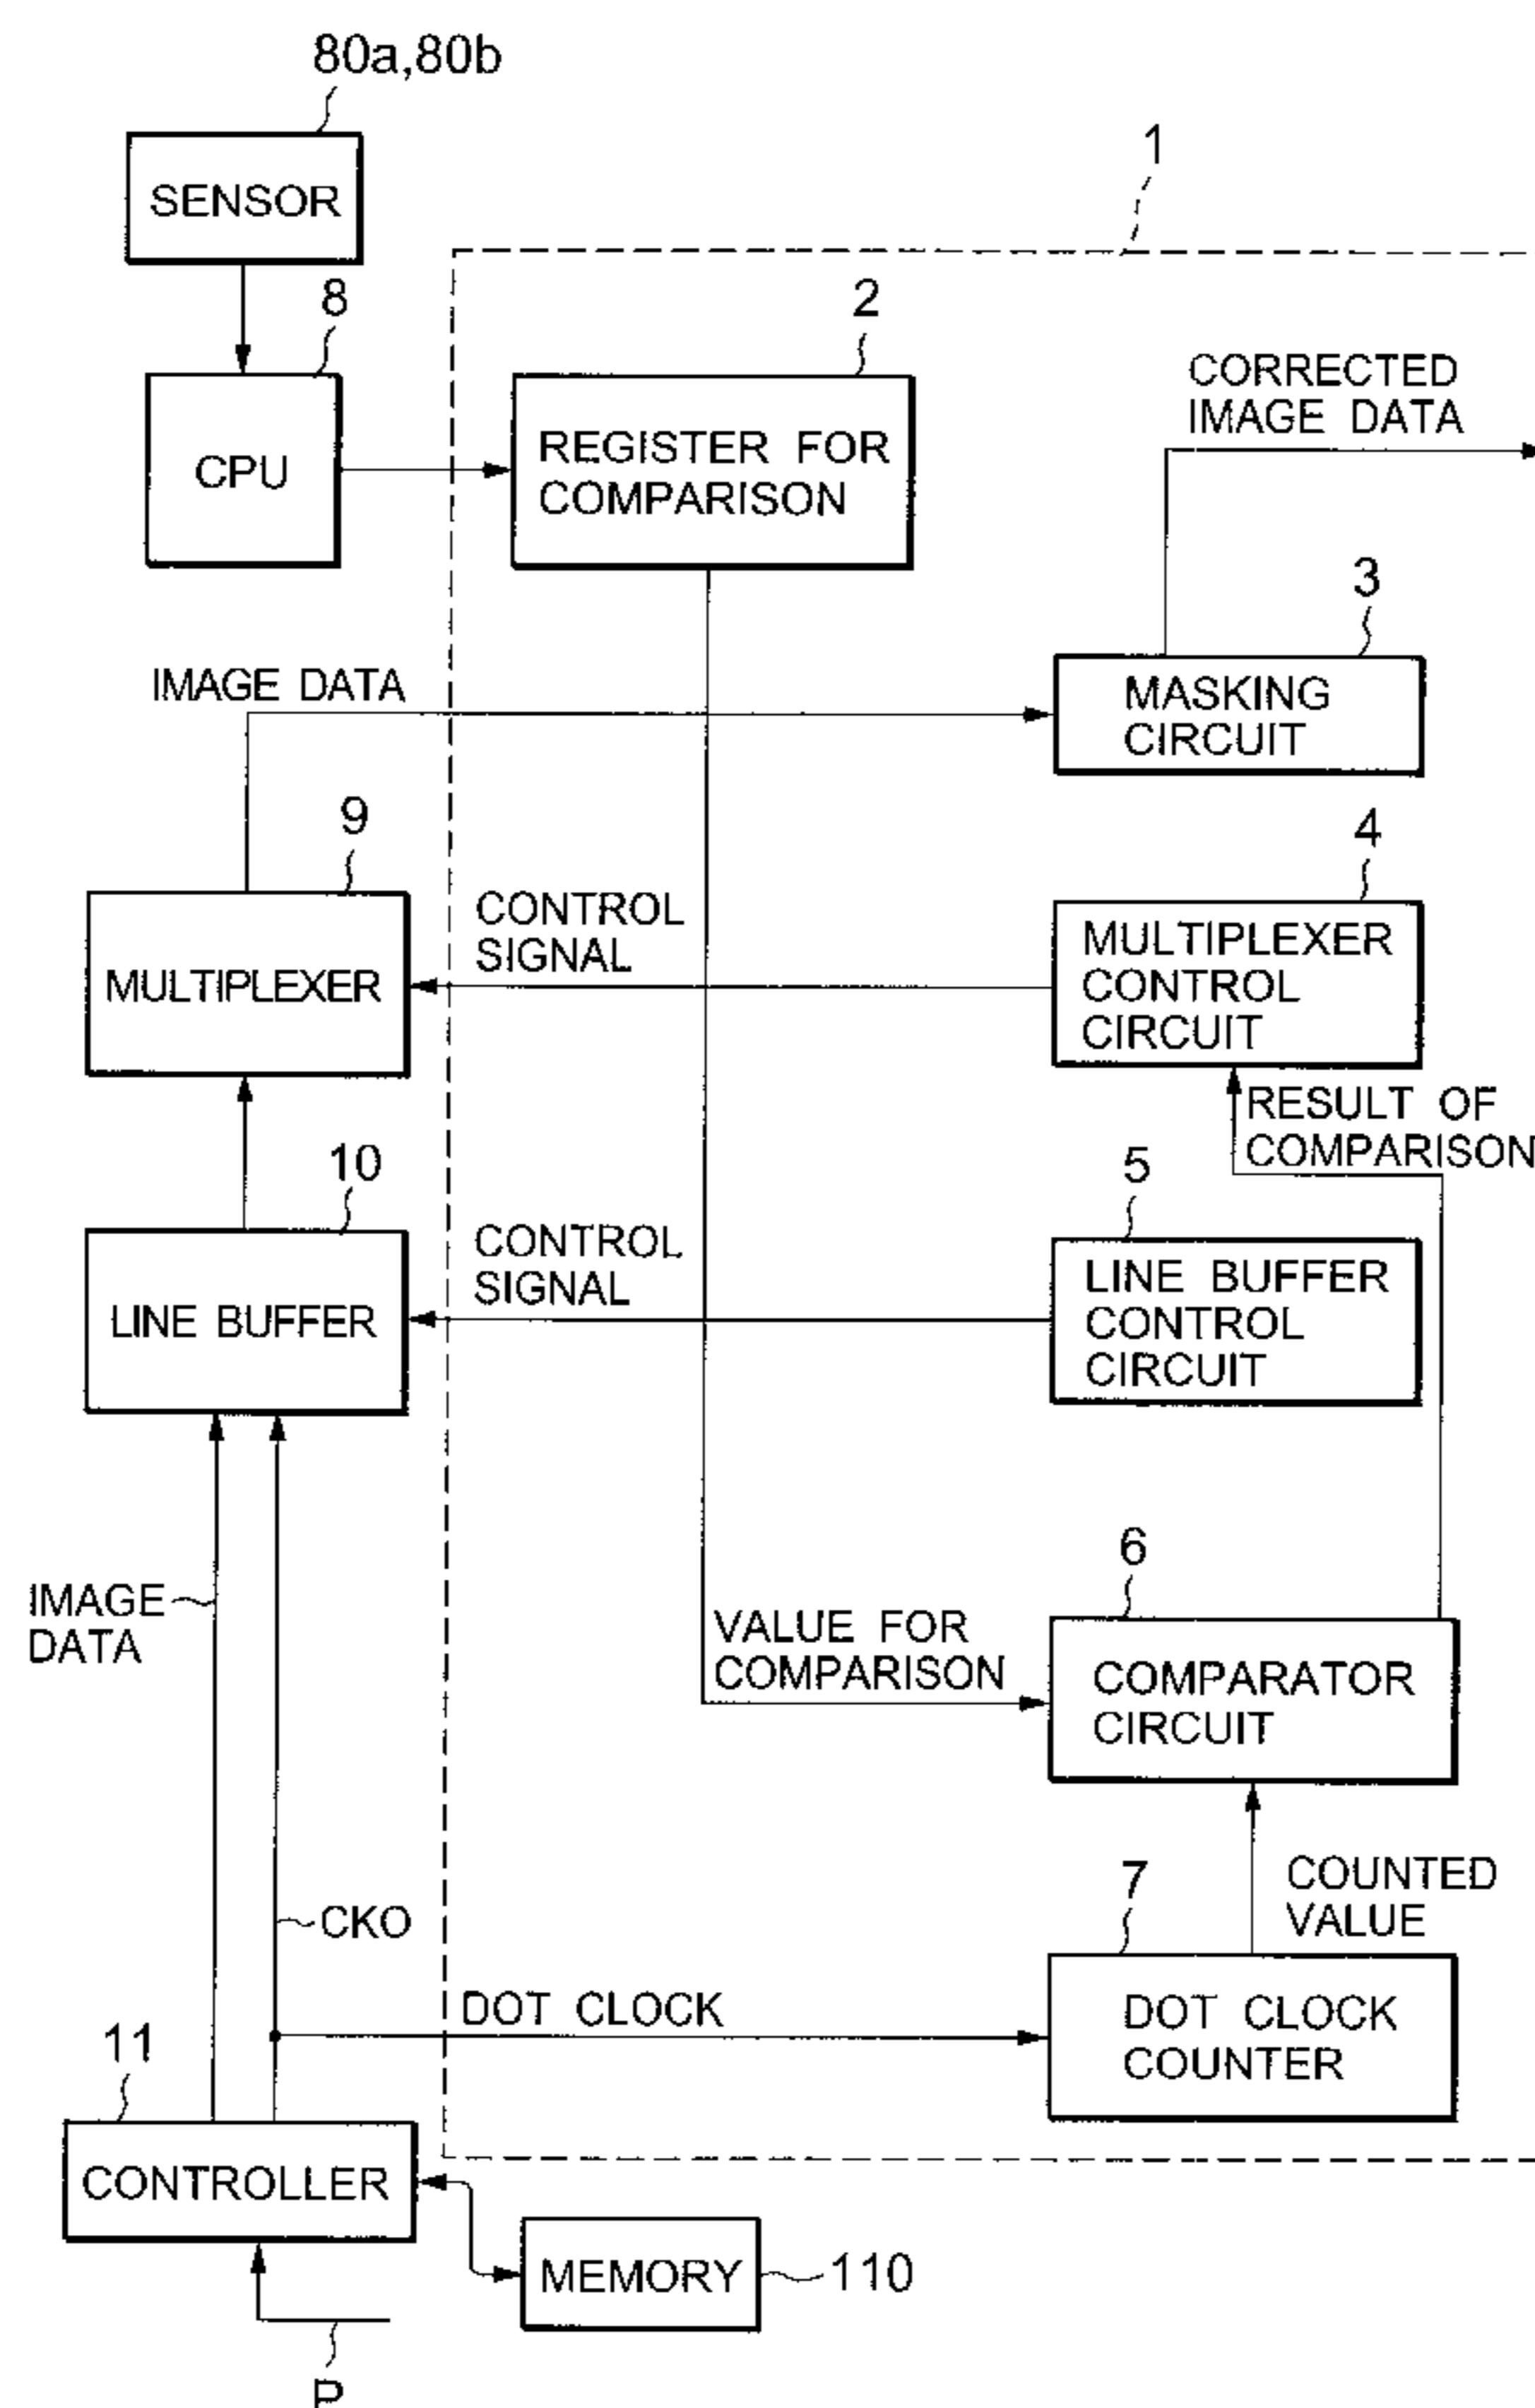 80a,80b
1
SENSOR
8
2
CORRECTED
IMAGE DATA
CPU
REGISTER FOR
COMPARISON
3
IMAGE DATA
MASKING
CIRCUIT
9
4
CONTROL
SIGNAL
MULTIPLEXER
MULTIPLEXER
CONTROL
CIRCUIT
RESULT OF
COMPARISON
10
5
CONTROL
SIGNAL
LINE BUFFER
LINE BUFFER
CONTROL
CIRCUIT
6
IMAGE
DATA
VALUE FOR
COMPARISON
COMPARATOR
CIRCUIT
7
COUNTED
VALUE
CKO
DOT CLOCK
DOT CLOCK
COUNTER
11
CONTROLLER
MEMORY
110
P